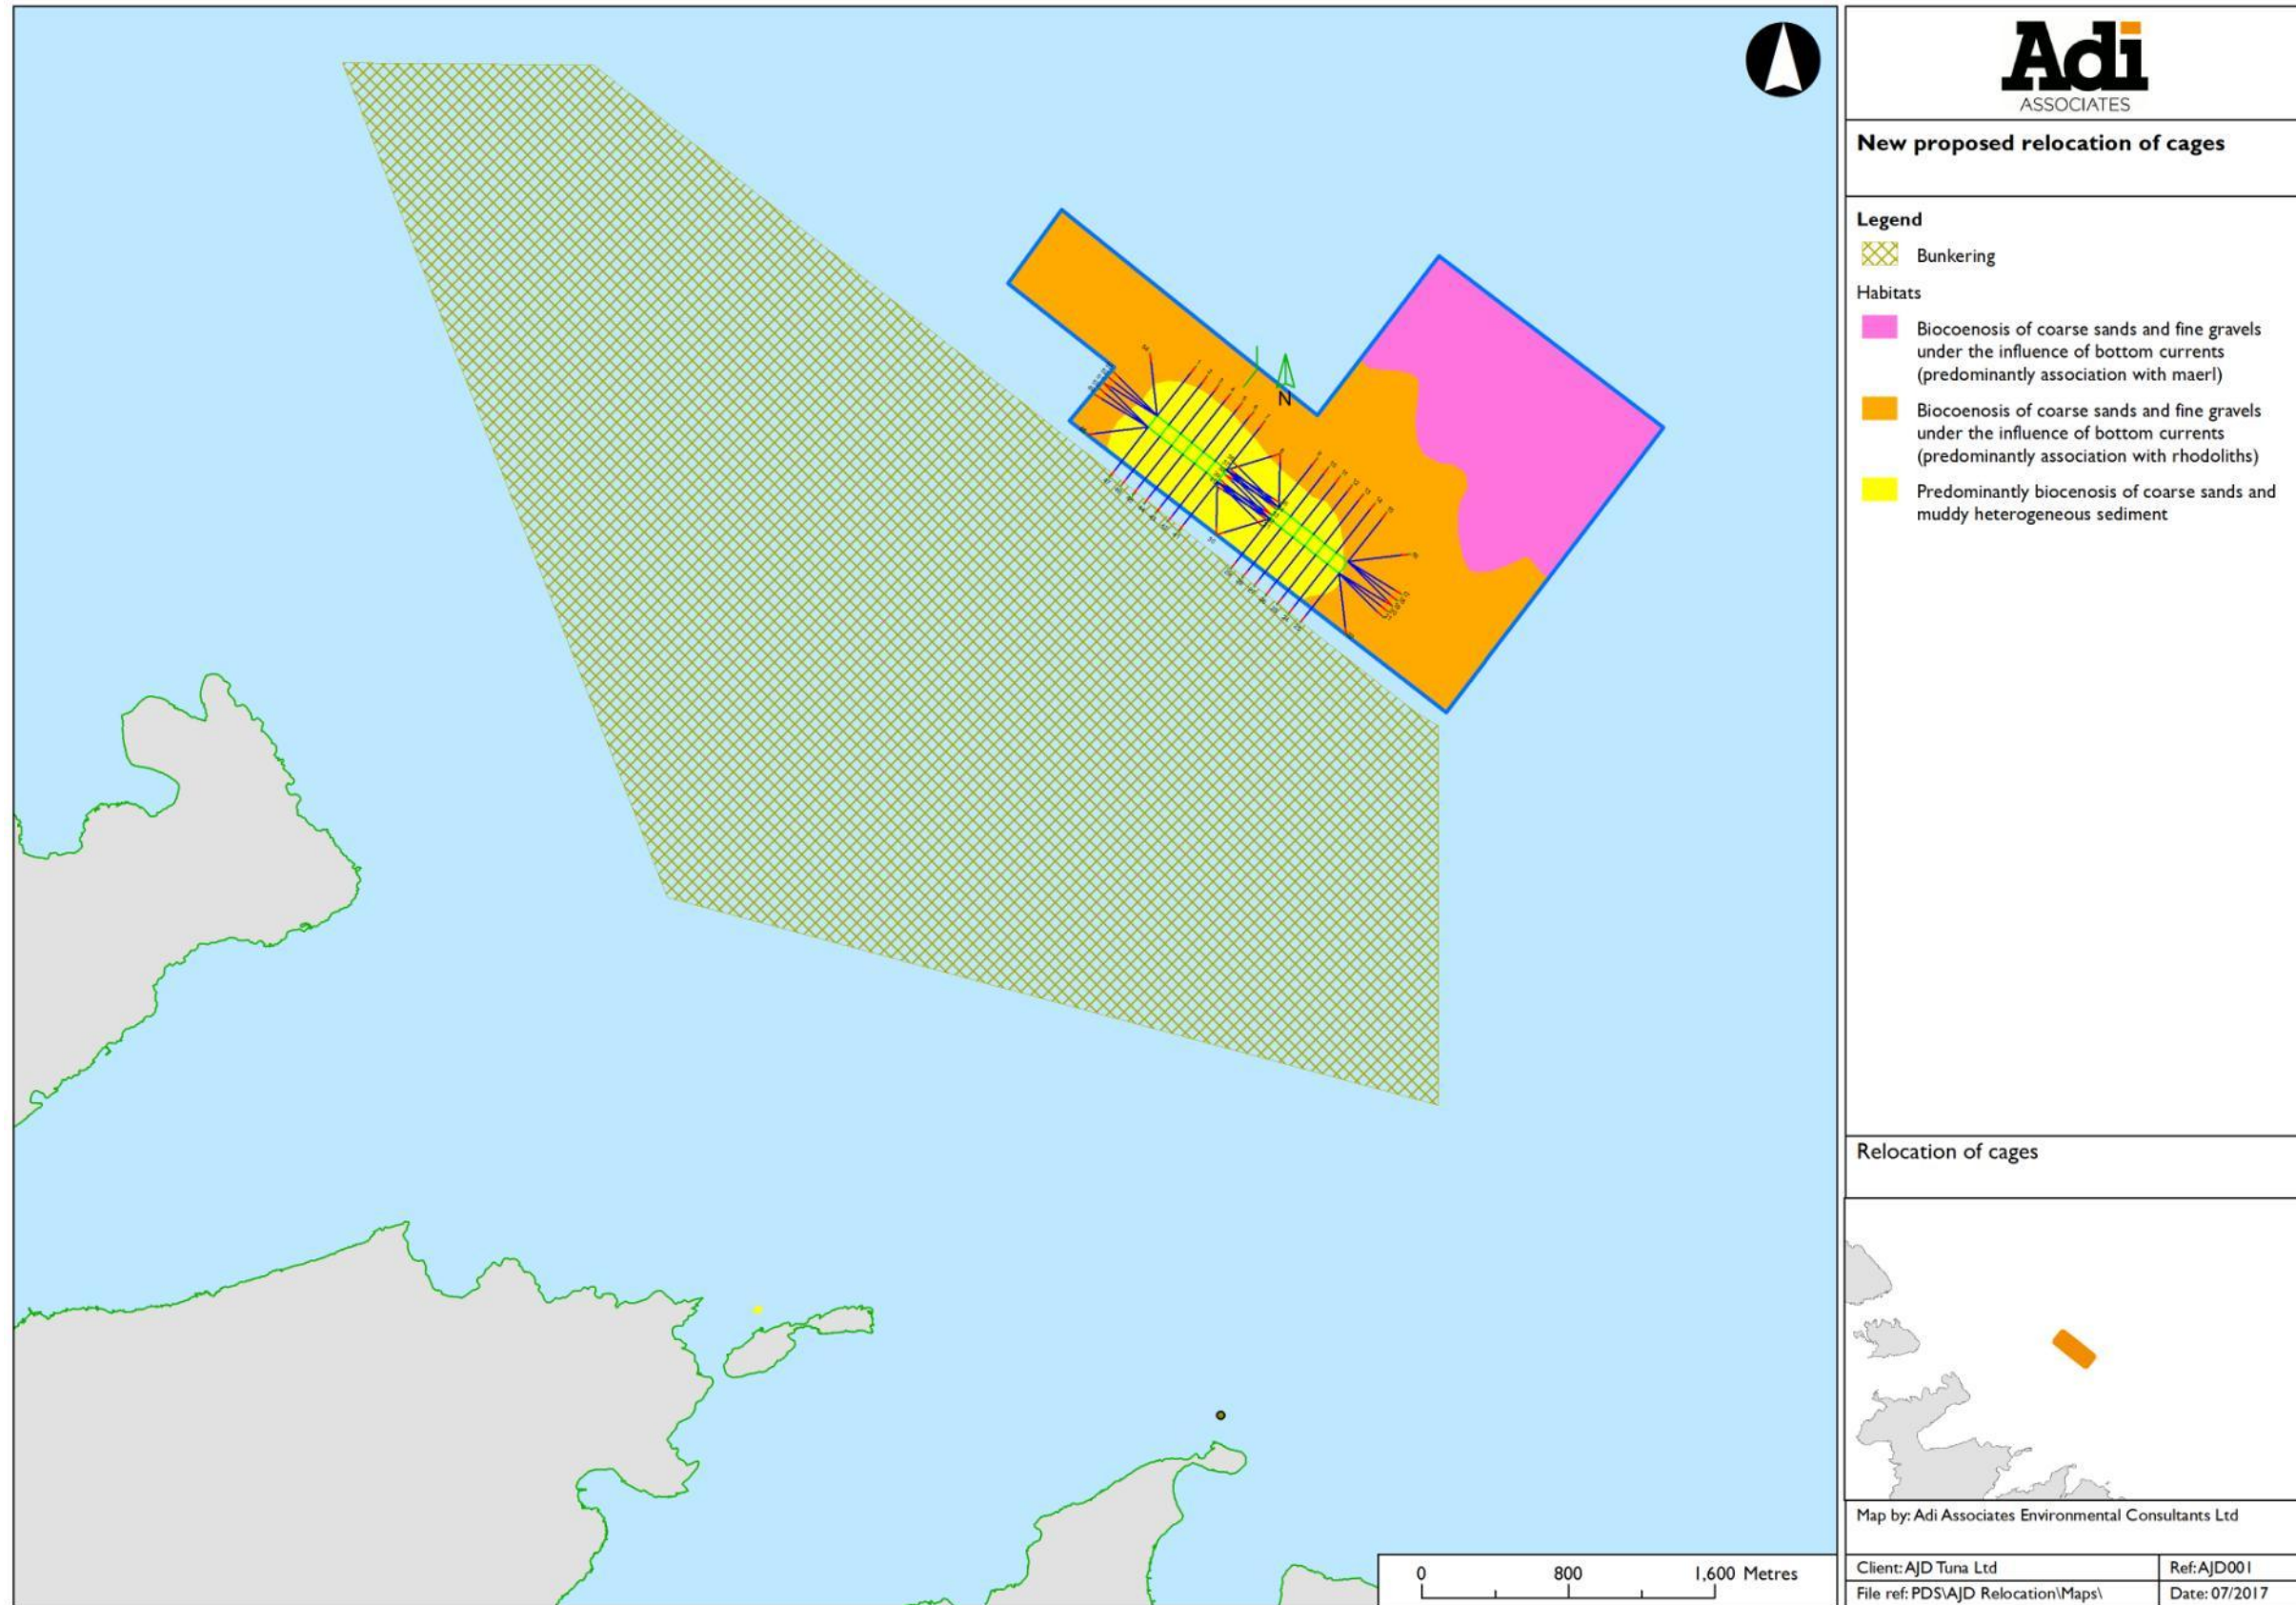 Adi
ASSOCIATES
New proposed relocation of cages
Legend
Bunkering
Habitats
Biocoenosis of coarse sands and fine gravels
under the influence of bottom currents
(predominantly association with maerl)
Biocoenosis of coarse sands and fine gravels
under the influence of bottom currents
(predominantly association with rhodoliths)
Predominantly biocenosis of coarse sands and
muddy heterogeneous sediment
N
Relocation of cages
Map by: Adi Associates Environmental Consultants Ltd
Client: AJD Tuna Ltd
Ref: AJD001
File ref: PDS\AJD Relocation\Maps\
Date: 07/2017
0 800 1,600 Metres